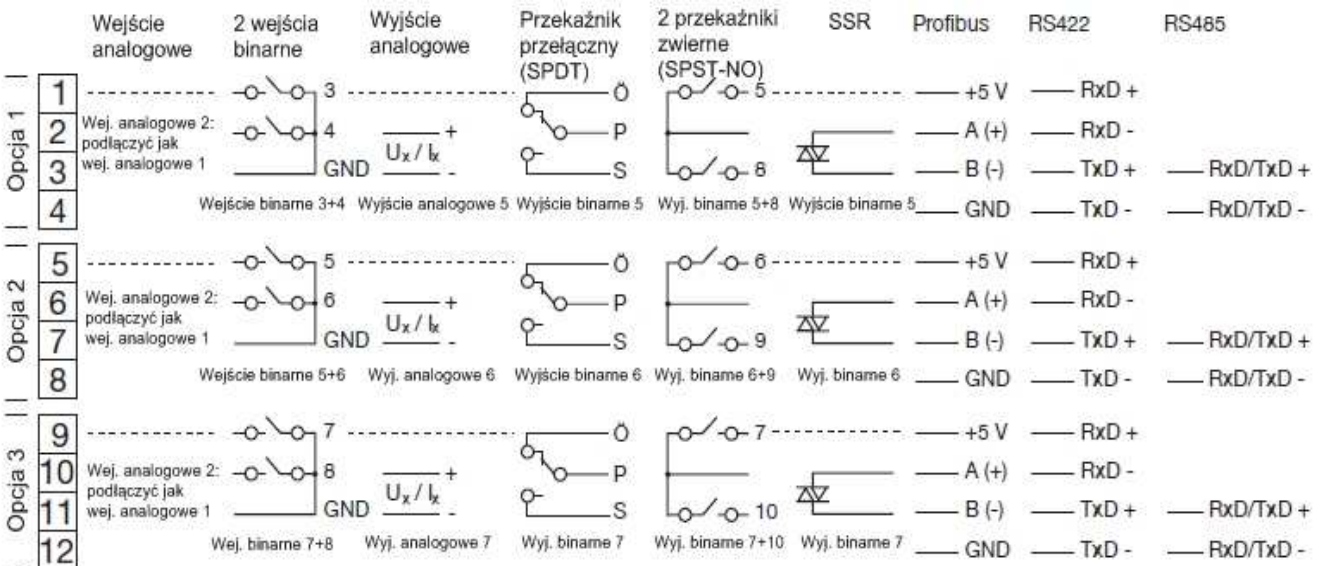 Wejście analogowe
2 wejścia binarne
Wyjście analogowe
Przekaźnik przełączny (SPDT)
2 przekaźniki zwierne (SPST-NO)
SSR
Profibus
RS422
RS485
Opcja 1
1 3 Ö 5 +5 V RxD +
2 Wej. analogowe 2: podłączyć jak wej. analogowe 1 4 Ux / Ix + P A (+) RxD -
3 GND - S 8 B (-) TxD + RxD/TxD +
4 Wejście binarne 3+4 Wyjście analogowe 5 Wyjście binarne 5 Wyj. binarne 5+8 Wyjście binarne 5 GND TxD - RxD/TxD -
Opcja 2
5 5 Ö 6 +5 V RxD +
6 Wej. analogowe 2: podłączyć jak wej. analogowe 1 6 Ux / Ix + P A (+) RxD -
7 GND - S 9 B (-) TxD + RxD/TxD +
8 Wejście binarne 5+6 Wyj. analogowe 6 Wyjście binarne 6 Wyj. binarne 6+9 Wyj. binarne 6 GND TxD - RxD/TxD -
Opcja 3
9 7 Ö 7 +5 V RxD +
10 Wej. analogowe 2: podłączyć jak wej. analogowe 1 8 Ux / Ix + P A (+) RxD -
11 GND - S 10 B (-) TxD + RxD/TxD +
12 Wej. binarne 7+8 Wyj. analogowe 7 Wyj. binarne 7 Wyj. binarne 7+10 Wyj. binarne 7 GND TxD - RxD/TxD -